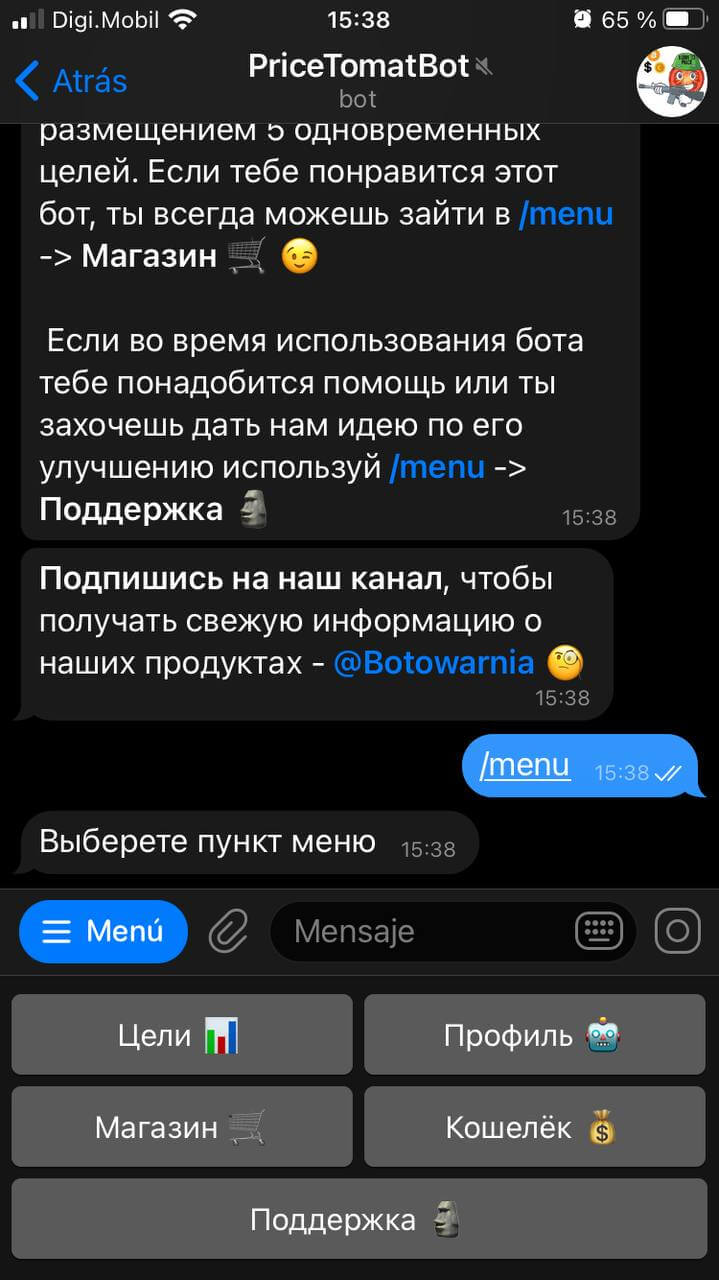 Digi.Mobil 15:38 65 %
Atrás PriceTomatBot
bot
размещением 5 одновременных
целей. Если тебе понравится этот
бот, ты всегда можешь зайти в /menu
-> Магазин 🛒 😉
Если во время использования бота
тебе понадобится помощь или ты
захочешь дать нам идею по его
улучшению используй /menu ->
Поддержка 🗿 15:38
Подпишись на наш канал, чтобы
получать свежую информацию о
наших продуктах - @Botowarnia 🧐
15:38
/menu 15:38
Выберете пункт меню 15:38
Menú Mensaje
Цели 📊 Профиль 🤖
Магазин 🛒 Кошелёк 💰
Поддержка 🗿